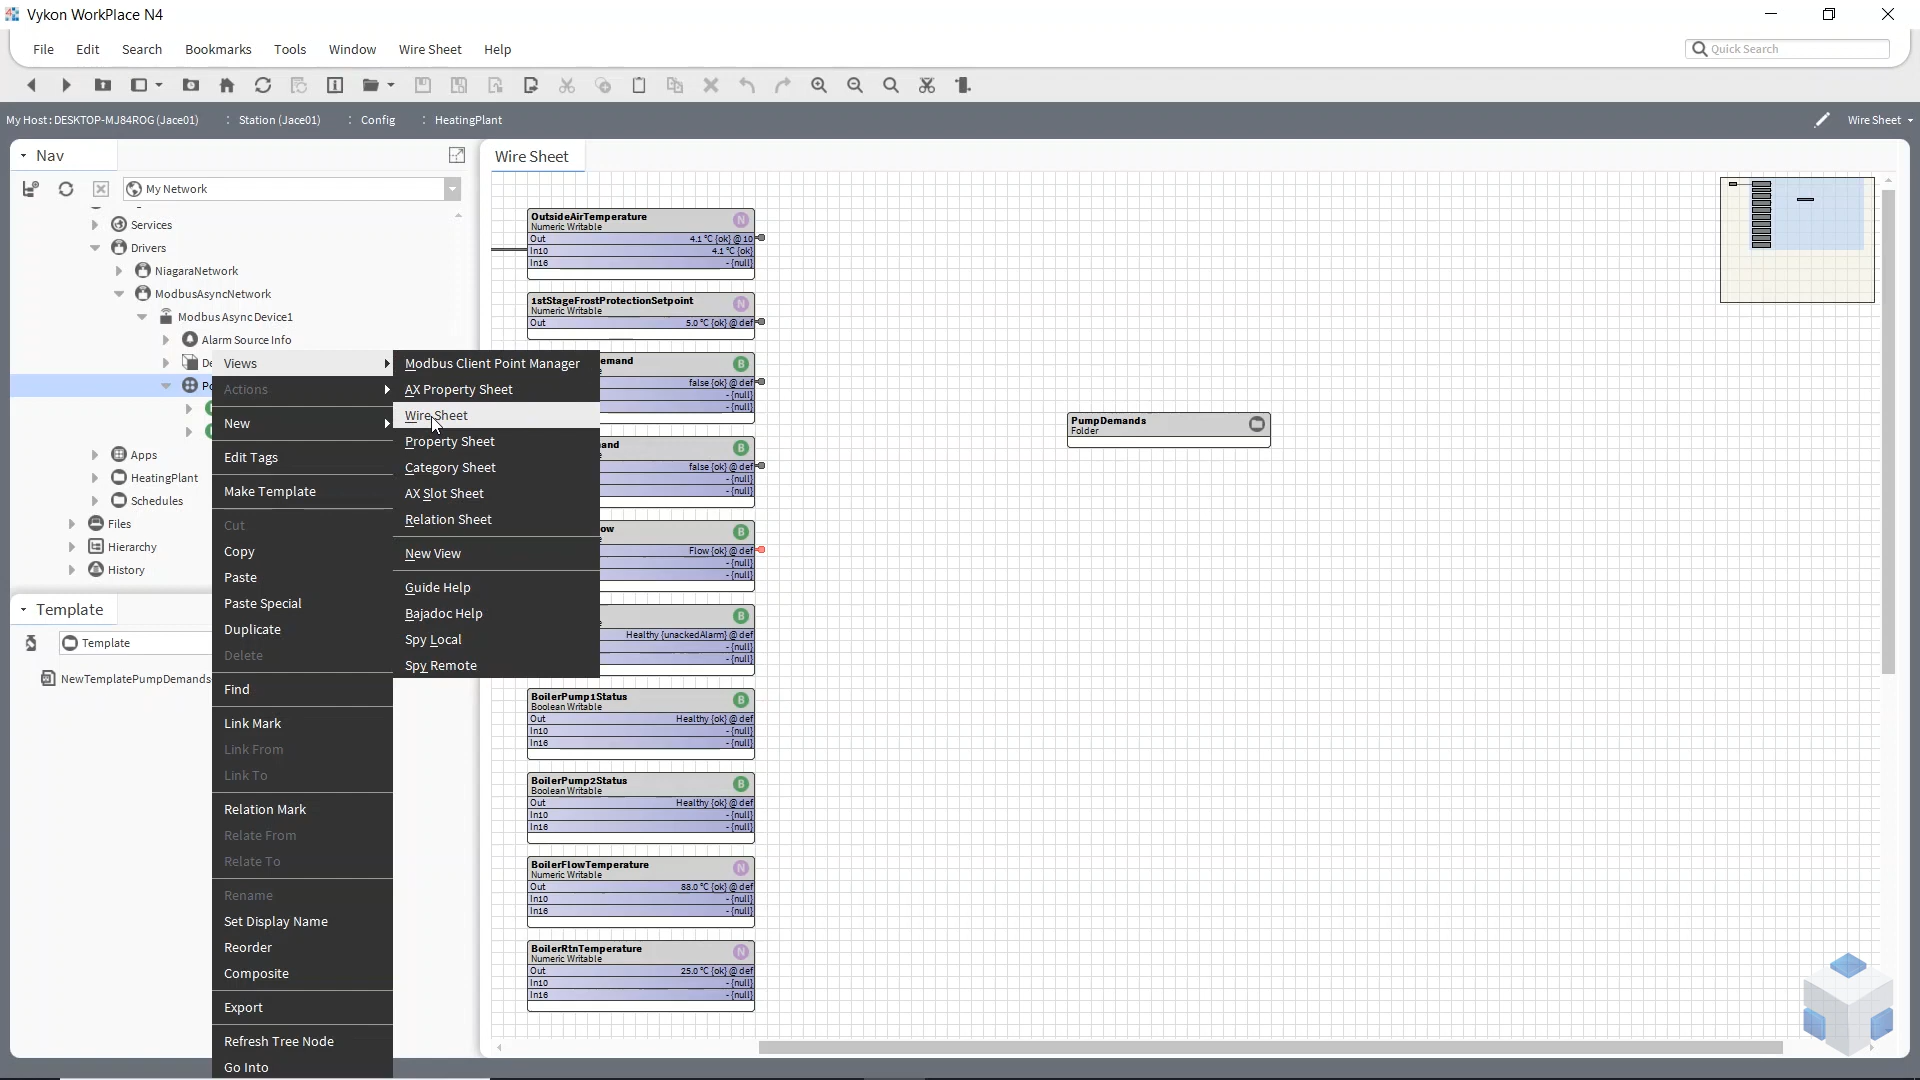 Vykon WorkPlace N4
File Edit Search Bookmarks Tools Window Wire Sheet Help
Quick Search
My Host : DESKTOP-MJ84ROG (Jace01) : Station (Jace01) : Config : HeatingPlant
Wire Sheet
Nav
My Network
Services
Drivers
NiagaraNetwork
ModbusAsyncNetwork
Modbus Async Device1
Alarm Source Info
De
Po
Apps
HeatingPlant
Schedules
Files
Hierarchy
History
Template
Template
NewTemplatePumpDemands
Views
Actions
New
Edit Tags
Make Template
Cut
Copy
Paste
Paste Special
Duplicate
Delete
Find
Link Mark
Link From
Link To
Relation Mark
Relate From
Relate To
Rename
Set Display Name
Reorder
Composite
Export
Refresh Tree Node
Go Into
Modbus Client Point Manager
AX Property Sheet
Wire Sheet
Property Sheet
Category Sheet
AX Slot Sheet
Relation Sheet
New View
Guide Help
Bajadoc Help
Spy Local
Spy Remote
Wire Sheet
OutsideAirTemperature
N
Numeric Writable
Out 4.1 °C {ok} @ 10
In10 4.1 °C {ok}
In16 - {null}
1stStageFrostProtectionSetpoint
N
Numeric Writable
Out 5.0 °C {ok} @ def
emand
B
false {ok} @ def
- {null}
- {null}
and
B
false {ok} @ def
- {null}
- {null}
ow
B
Flow {ok} @ def
- {null}
- {null}
B
Healthy {unackedAlarm} @ def
- {null}
- {null}
BoilerPump1Status
B
Boolean Writable
Out Healthy {ok} @ def
In10 - {null}
In16 - {null}
BoilerPump2Status
B
Boolean Writable
Out Healthy {ok} @ def
In10 - {null}
In16 - {null}
BoilerFlowTemperature
N
Numeric Writable
Out 88.0 °C {ok} @ def
In10 - {null}
In16 - {null}
BoilerRtnTemperature
N
Numeric Writable
Out 25.0 °C {ok} @ def
In10 - {null}
In16 - {null}
PumpDemands
Folder